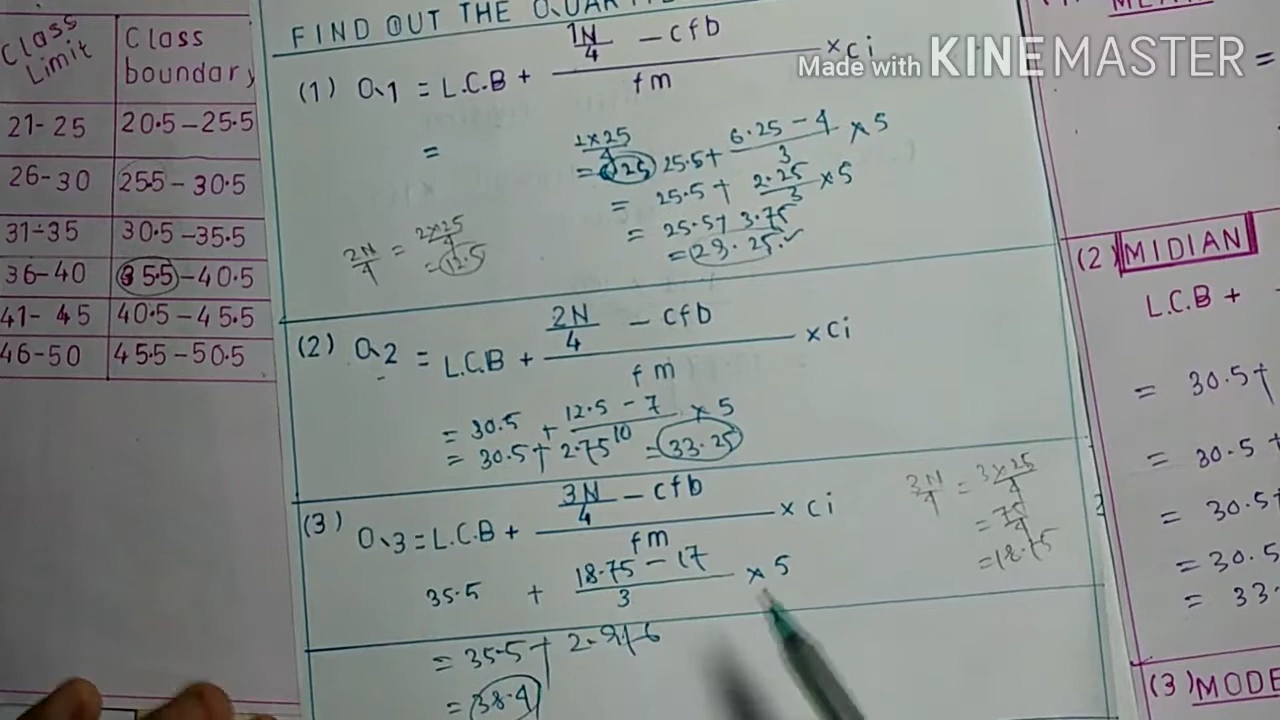 Made with KINEMASTER
Class Limit | Class boundary
21-25 | 20.5-25.5
26-30 | 25.5-30.5
31-35 | 30.5-35.5
36-40 | 35.5-40.5
41-45 | 40.5-45.5
46-50 | 45.5-50.5
FIND OUT THE
(1) Q1 = L.C.B + 1N/4 - cfb / fm × ci
= 1×25/4
= 6.25
25.5+ 6.25-4/3 ×5
= 25.5+ 2.25/3 ×5
= 25.5+ 3.75
= 29.25
2N/4 = 2×25/4
= 12.5
(2) Q2 = L.C.B + 2N/4 - cfb / fm × ci
= 30.5 + 12.5-7/10 × 5
= 30.5+ 2.75 = 33.25
(3) Q3 = L.C.B + 3N/4 - cfb / fm × ci
35.5 + 18.75-17/3 × 5
= 35.5+ 2.916
= 38.4
3N/4 = 3×25/4
= 75/4
= 18.75
=
(2) MIDIAN
L.C.B +
= 30.5+
= 30.5+
= 30.5+
= 30.5
= 33.
(3) MODE